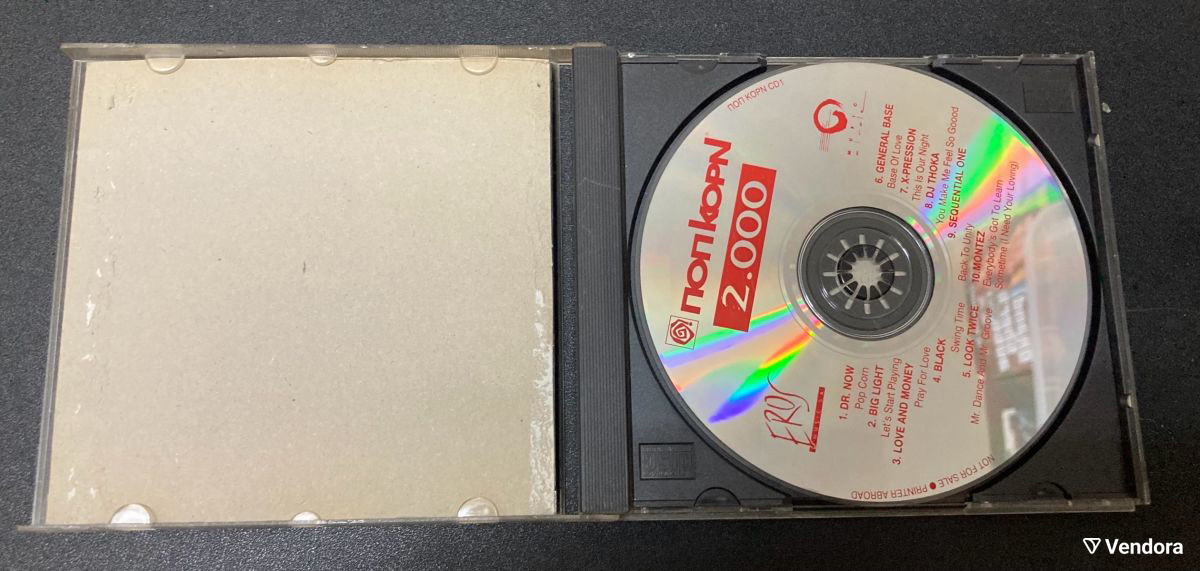 ΠΟΠ ΚΟΡΝ CD1
ΠΟΠ ΚΟΡΝ
2.000
MUSIC
EROS
MUSIC
1. DR. NOW
Pop Corn
2. BIG LIGHT
Let's Start Playing
3. LOVE AND MONEY
Pray For Love
4. BLACK
Swing Time
5. LOOK TWICE
Mr. Dance And Mr. Groove
6. GENERAL BASE
Base Of Love
7. X-PRESSION
This Is Our Night
8. DJ THOKA
You Make Me Feel So Goood
9. SEQUENTIAL ONE
Back To Unity
10 MONTEZ
Everybody's Got To Learn
Sometime (I Need Your Loving)
NOT FOR SALE ● PRINTER ABROAD
Vendora